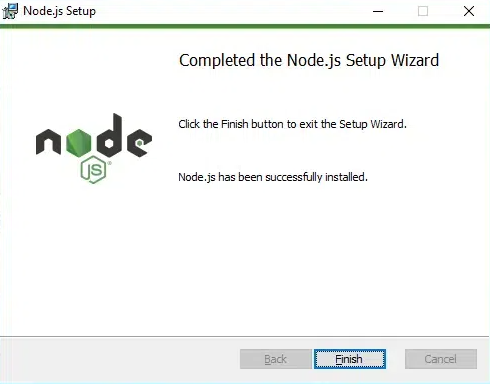 Node.js Setup
Completed the Node.js Setup Wizard
Click the Finish button to exit the Setup Wizard.
node
JS
Node.js has been successfully installed.
Back
Finish
Cancel